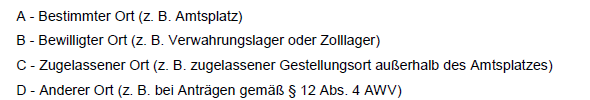 A - Bestimmter Ort (z. B. Amtsplatz)
B - Bewilligter Ort (z. B. Verwahrungslager oder Zolllager)
C - Zugelassener Ort (z. B. zugelassener Gestellungsort außerhalb des Amtsplatzes)
D - Anderer Ort (z. B. bei Anträgen gemäß § 12 Abs. 4 AWV)